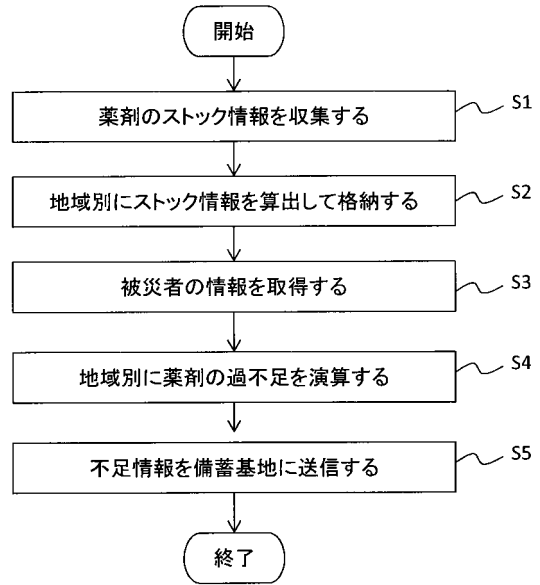 開始
薬剤のストック情報を収集する
S1
地域別にストック情報を算出して格納する
S2
被災者の情報を取得する
S3
地域別に薬剤の過不足を演算する
S4
不足情報を備蓄基地に送信する
S5
終了